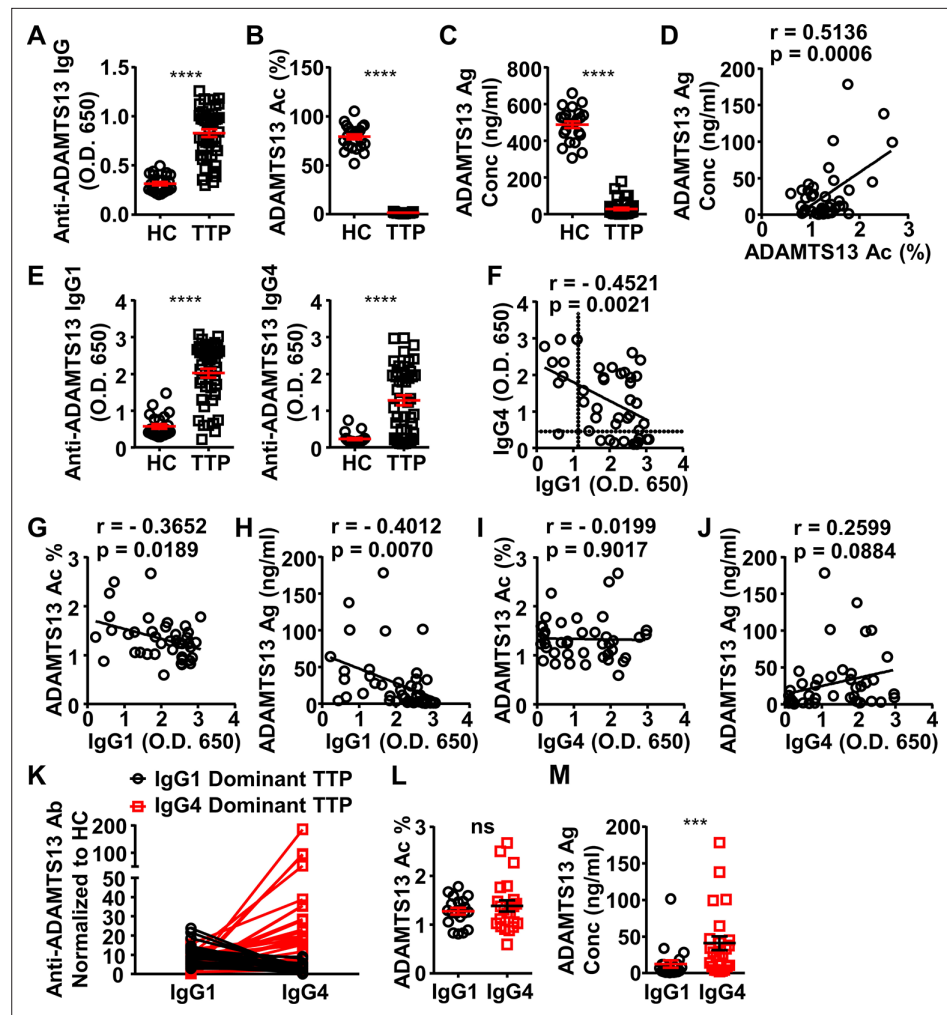 A
Anti-ADAMTS13 IgG
(O.D. 650)
****
1.0
0.5
0.0
HC TTP
B
ADAMTS13 Ac (%)
****
150
100
50
0
HC TTP
C
ADAMTS13 Ag
Conc (ng/ml)
****
800
600
400
200
0
HC TTP
D
r = 0.5136
p = 0.0006
ADAMTS13 Ag
Conc (ng/ml)
200
150
100
50
0
0 1 2 3
ADAMTS13 Ac (%)
E
Anti-ADAMTS13 IgG1
(O.D. 650)
****
4
3
2
1
0
HC TTP
Anti-ADAMTS13 IgG4
(O.D. 650)
****
4
3
2
1
0
HC TTP
F
r = - 0.4521
p = 0.0021
IgG4 (O.D. 650)
4
3
2
1
0
0 1 2 3 4
IgG1 (O.D. 650)
G
r = - 0.3652
p = 0.0189
ADAMTS13 Ac %
3
2
1
0
0 1 2 3 4
IgG1 (O.D. 650)
H
r = - 0.4012
p = 0.0070
ADAMTS13 Ag (ng/ml)
200
150
100
50
0
0 1 2 3 4
IgG1 (O.D. 650)
I
r = - 0.0199
p = 0.9017
ADAMTS13 Ac (%)
3
2
1
0
0 1 2 3 4
IgG4 (O.D. 650)
J
r = 0.2599
p = 0.0884
ADAMTS13 Ag (ng/ml)
200
150
100
50
0
0 1 2 3 4
IgG4 (O.D. 650)
K
IgG1 Dominant TTP
IgG4 Dominant TTP
Anti-ADAMTS13 Ab
Normalized to HC
200
150
100
50
40
30
20
10
0
IgG1 IgG4
L
ns
ADAMTS13 Ac %
3
2
1
0
IgG1 IgG4
M
***
ADAMTS13 Ag
Conc (ng/ml)
200
150
100
50
0
IgG1 IgG4